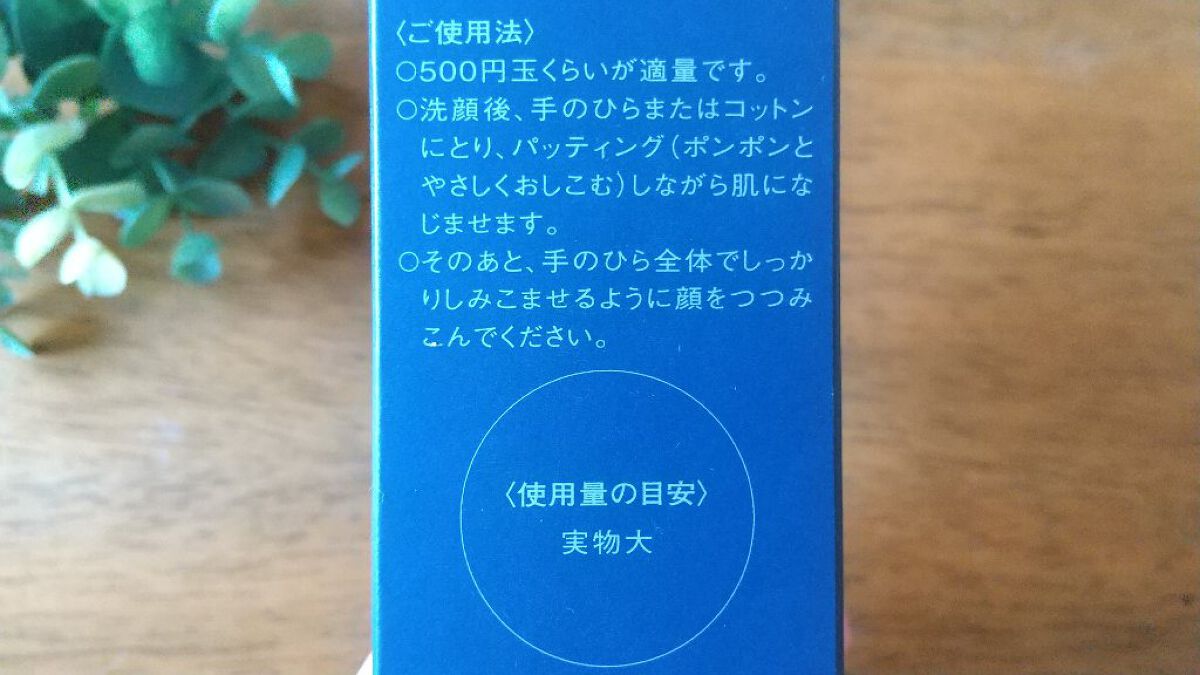 〈ご使用法〉
○500円玉くらいが適量です。
○洗顔後、手のひらまたはコットン
にとり、パッティング(ポンポンと
やさしくおしこむ)しながら肌にな
じませます。
○そのあと、手のひら全体でしっか
りしみこませるように顔をつつみ
こんでください。
〈使用量の目安〉
実物大